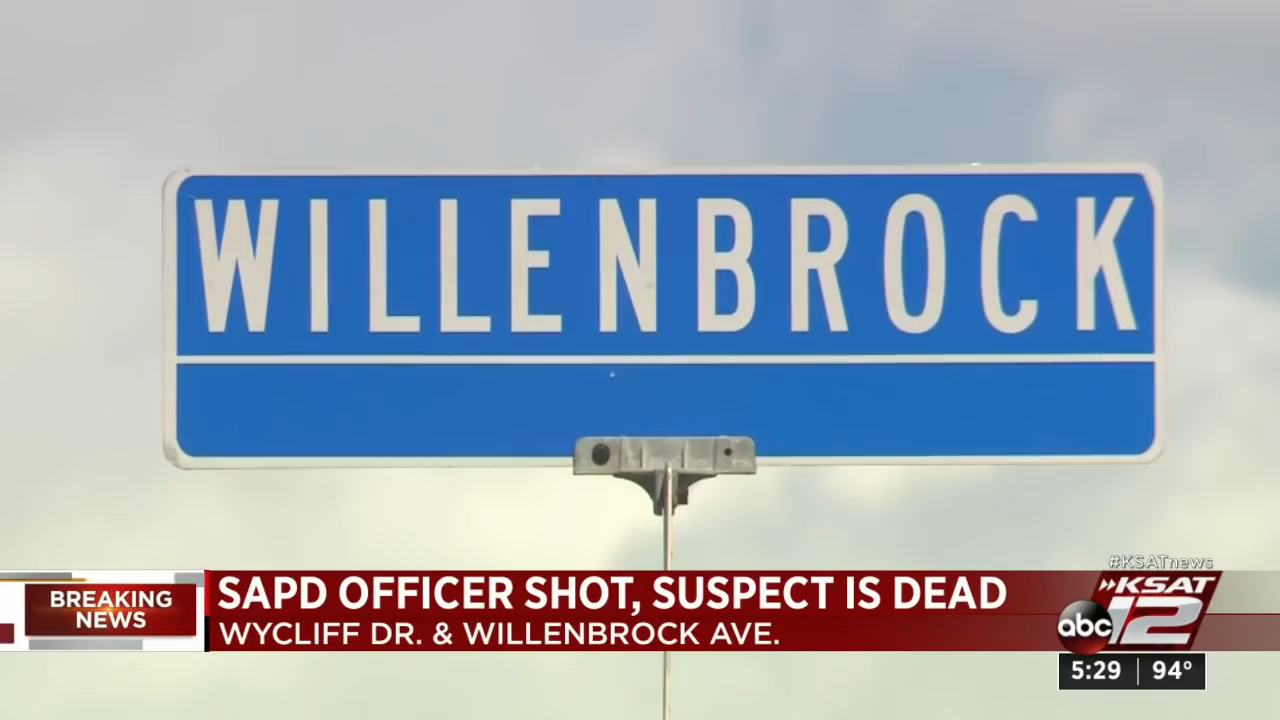 WILLENBROCK
#KSATnews
BREAKING
NEWS
SAPD OFFICER SHOT, SUSPECT IS DEAD
WYCLIFF DR. & WILLENBROCK AVE.
KSAT
abc 12
5:29 94°